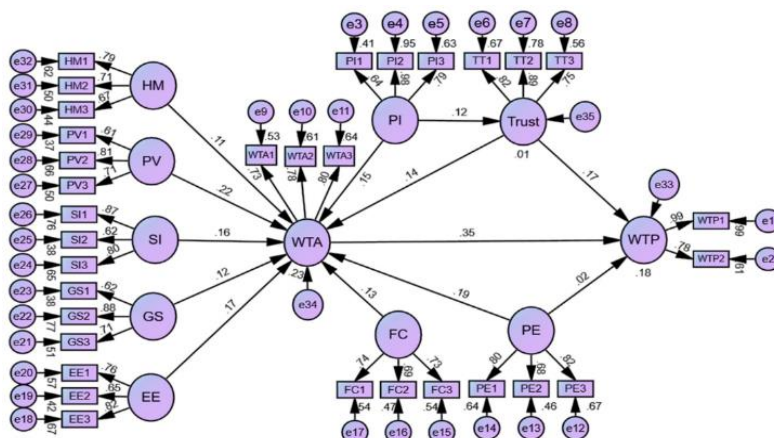 e3 e4 e5 e6 e7 e8
.41 .95 .63 .67 .78 .56
PI1 PI2 PI3 TT1 TT2 TT3
.64 .98 .79 .82 .89 .75
e32 HM1 .79
.62
e31 HM2 .71 HM
.50
e30 HM3 .67
.44
e29 PV1 .61
.37
e28 PV2 .81 PV
.66
e27 PV3 .71
.50
e26 SI1 .87
.76
e25 SI2 .62 SI
.38
e24 SI3 .80
.65
e23 GS1 .62
.38
e22 GS2 .88 GS
.77
e21 GS3 .71
.51
e20 EE1 .76
.57
e19 EE2 .65 EE
.42
e18 EE3 .82
.67
e9 e10 e11
.53 .61 .64
WTA1 WTA2 WTA3
.73 .78 .80
PI .12 Trust e35
.01
.11 .15 .14 .17
.22
.16 WTA .35 WTP
.12 .23 .18
.17 e34
e33
.99 WTP1 .99 e1
.78 WTP2 .61 e2
.13 .19 .02
FC PE
.74 .69 .73 .80 .68 .82
FC1 FC2 FC3 PE1 PE2 PE3
.54 .47 .54 .64 .46 .67
e17 e16 e15 e14 e13 e12